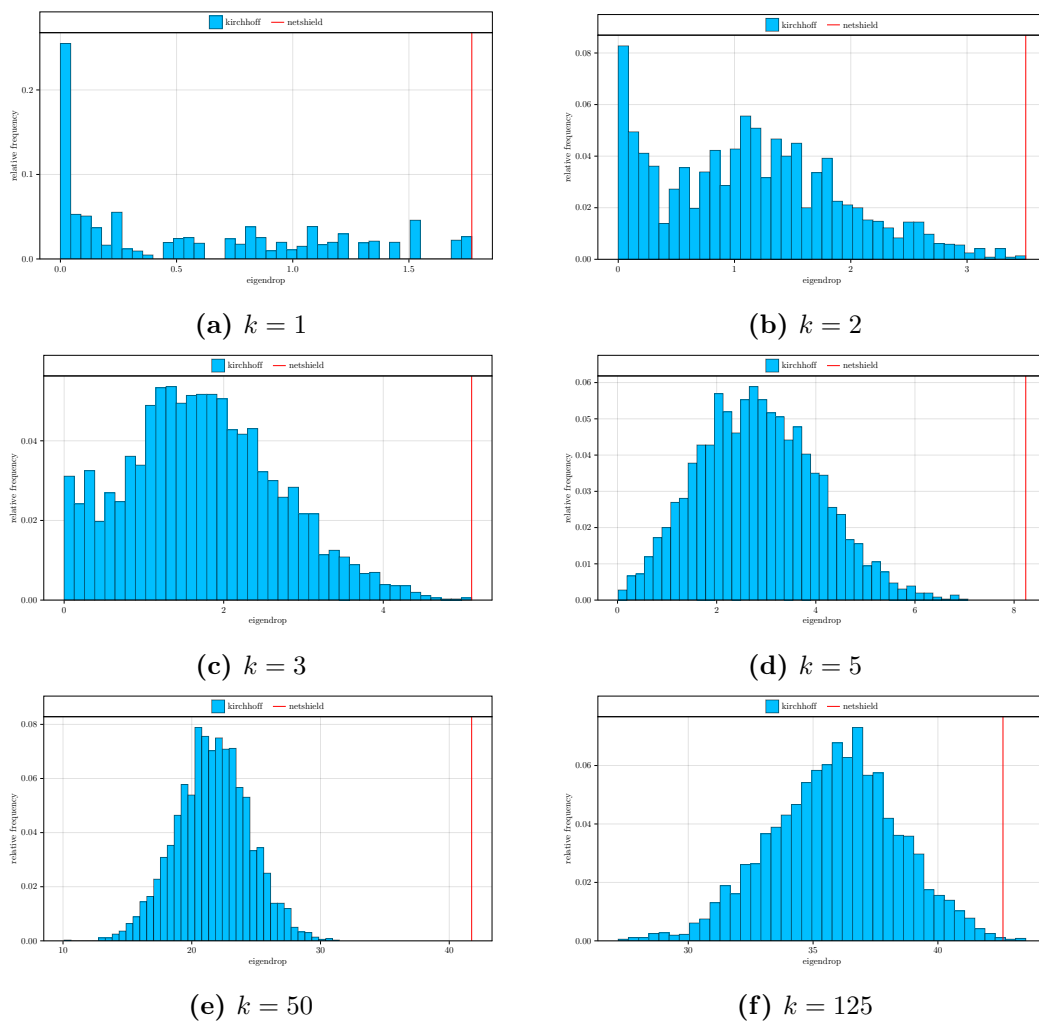 kirchhoff netshield
relative frequency
0.2
0.1
0.0
0.0 0.5 1.0 1.5
eigendrop
(a) k = 1
kirchhoff netshield
relative frequency
0.08
0.06
0.04
0.02
0.00
0 1 2 3
eigendrop
(b) k = 2
kirchhoff netshield
relative frequency
0.04
0.02
0.00
0 2 4
eigendrop
(c) k = 3
kirchhoff netshield
relative frequency
0.06
0.05
0.04
0.03
0.02
0.01
0.00
0 2 4 6 8
eigendrop
(d) k = 5
kirchhoff netshield
relative frequency
0.08
0.06
0.04
0.02
0.00
10 20 30 40
eigendrop
(e) k = 50
kirchhoff netshield
relative frequency
0.06
0.04
0.02
0.00
30 35 40
eigendrop
(f) k = 125